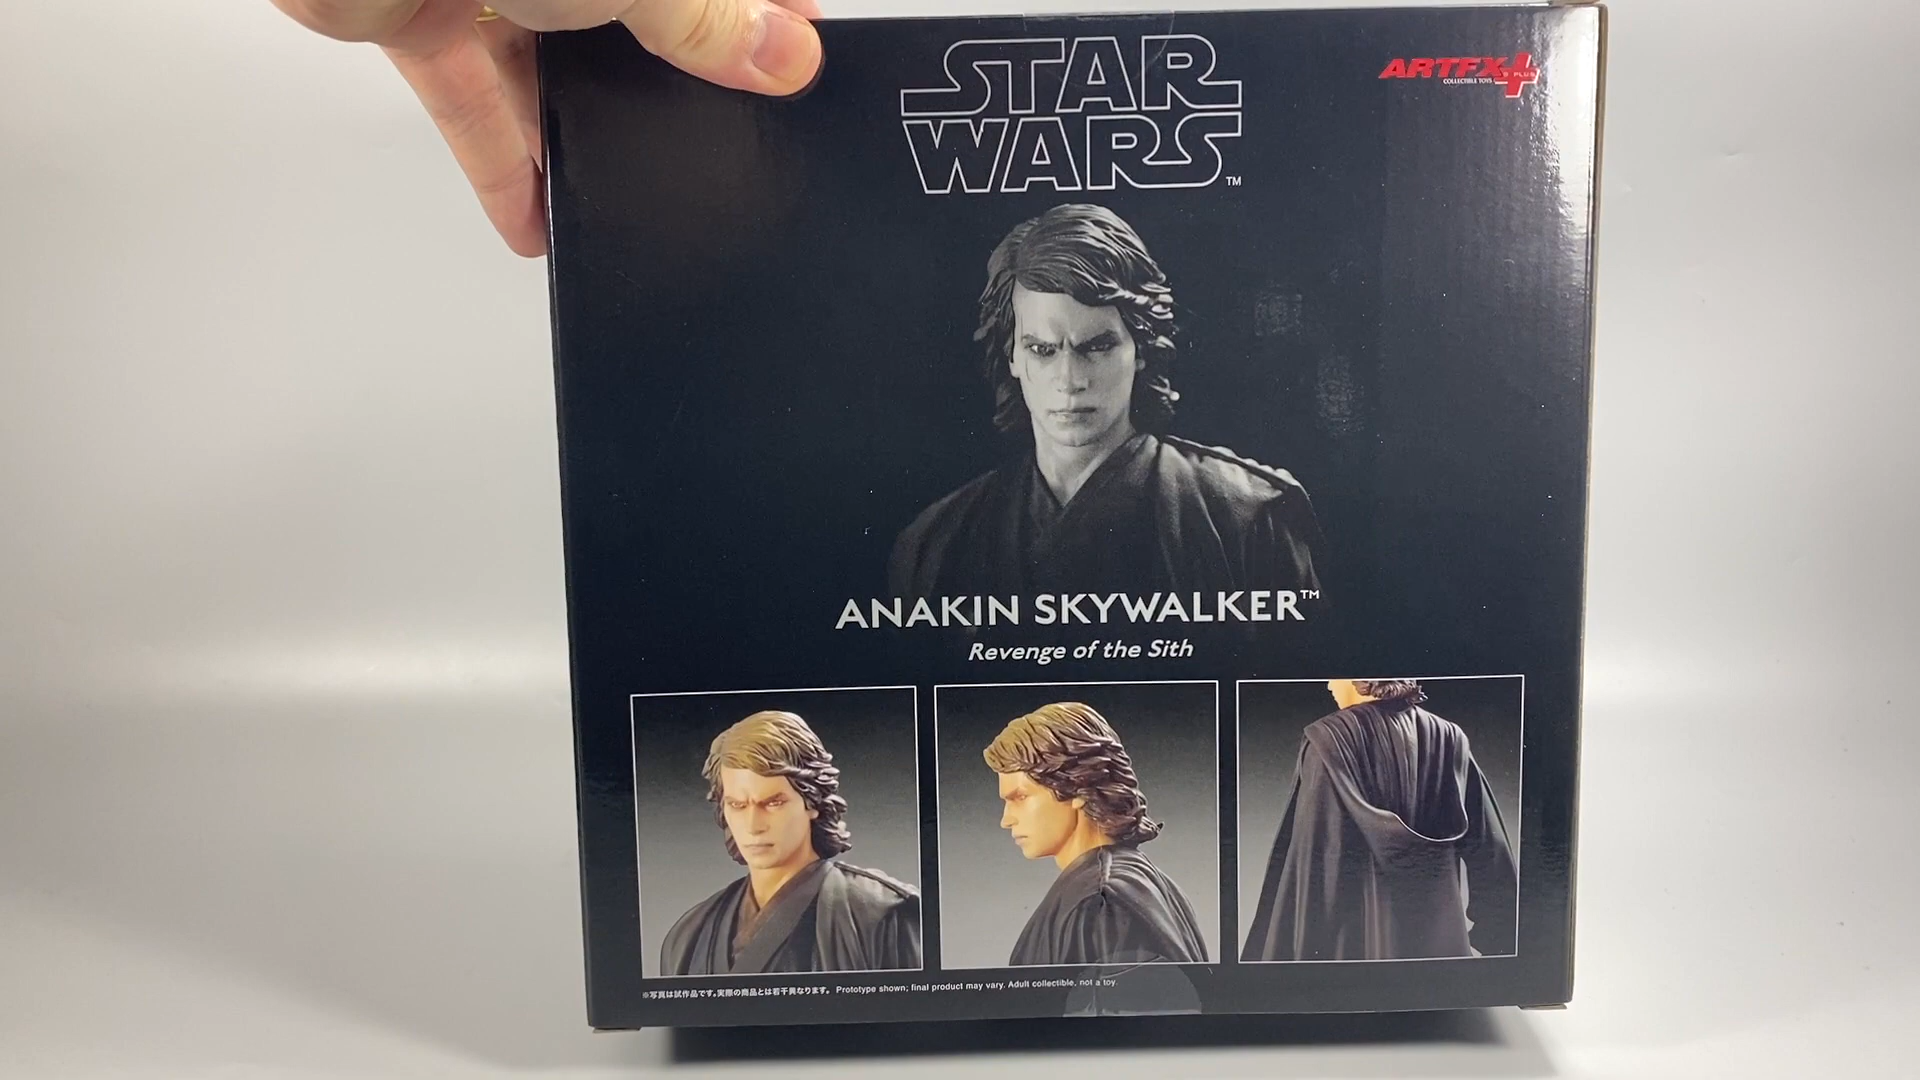 STAR
WARS™
ARTFX+
COLLECTIBLE TOYS PLUS
ANAKIN SKYWALKER™
Revenge of the Sith
※写真は試作品です。実際の商品とは若干異なります。 Prototype shown; final product may vary. Adult collectible, not a toy.